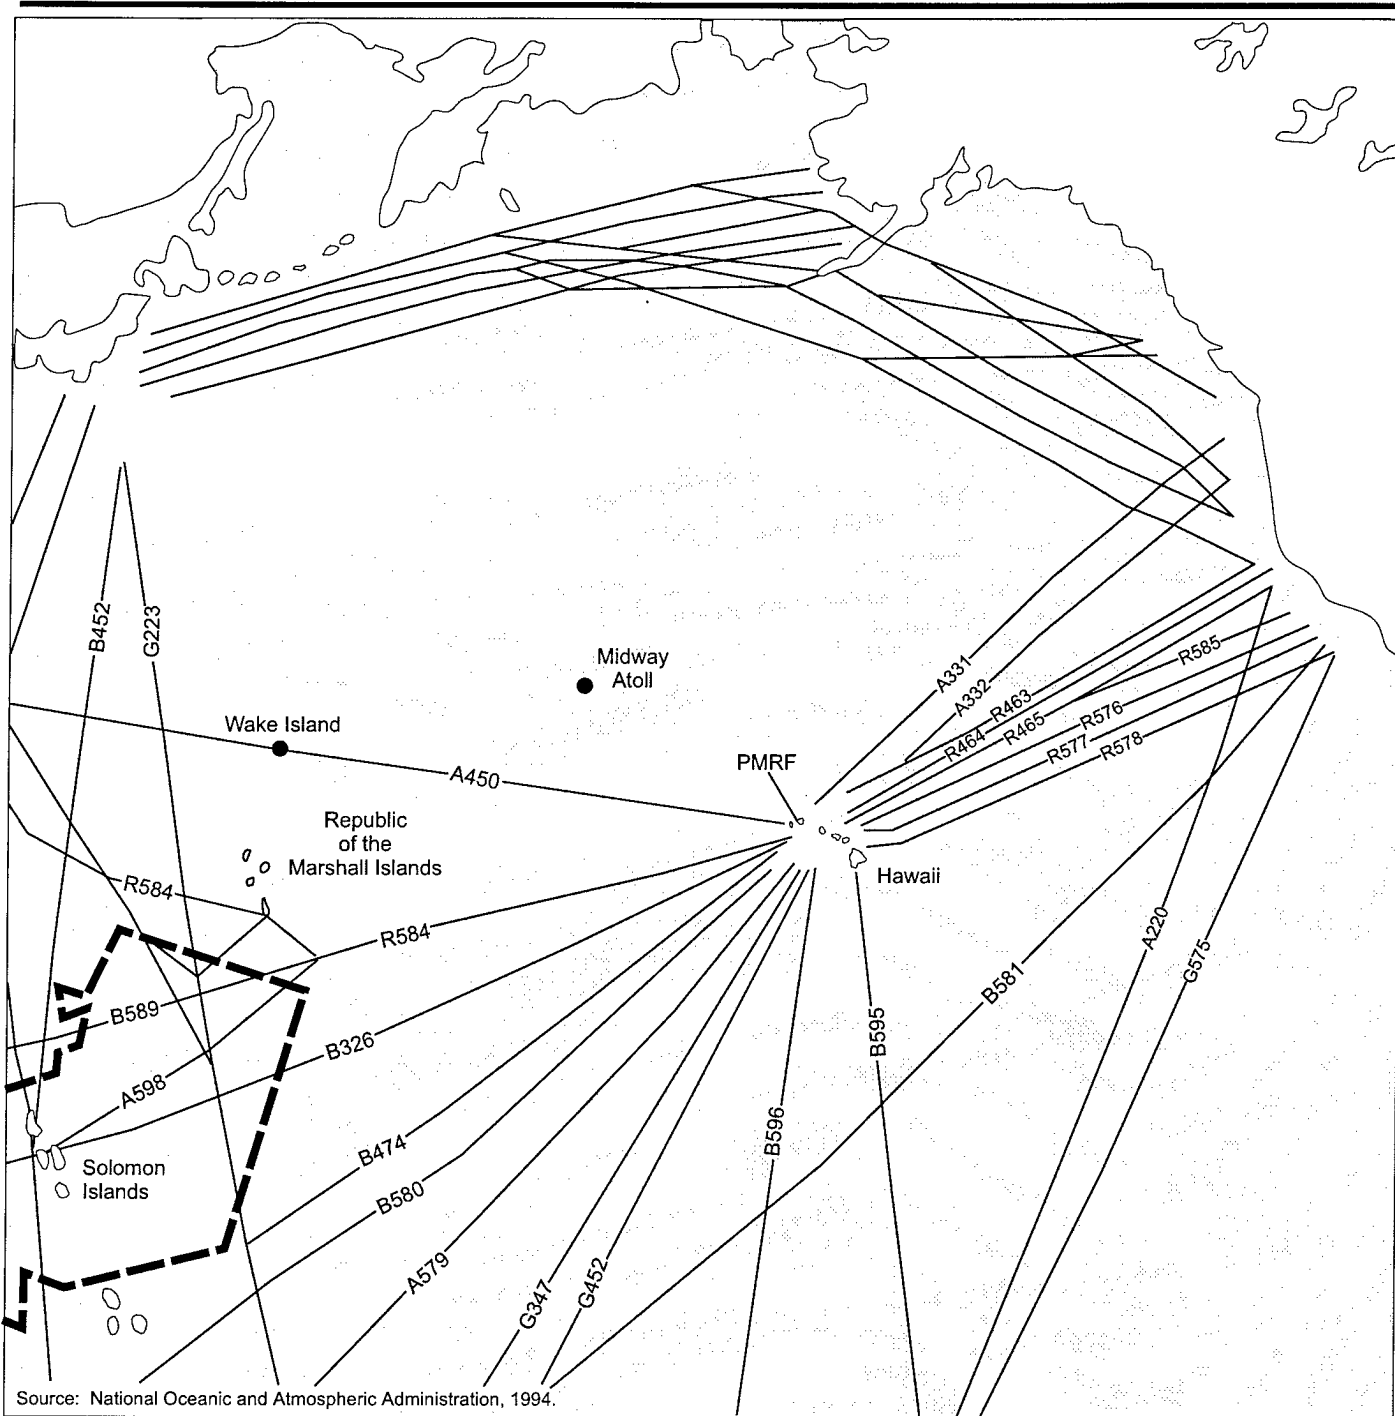 B452
G223
Midway
Atoll
Wake Island
A450
PMRF
A331
A332
R463
R464
R465
R585
R576
R577
R578
Republic
of the
Marshall Islands
Hawaii
R584
R584
B589
B326
A598
A220
G575
B581
B595
B596
B474
B580
Solomon
Islands
A579
G347
G452
Source: National Oceanic and Atmospheric Administration, 1994.